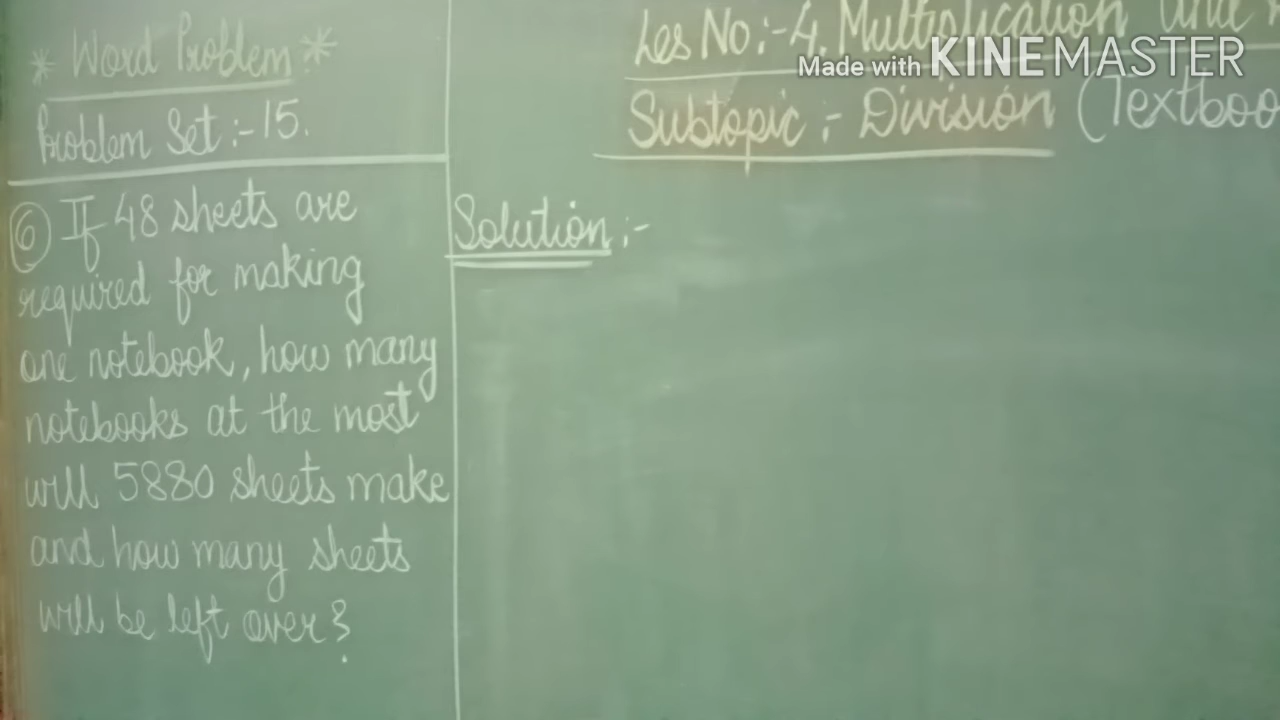 * Word Problem *
Problem Set :- 15.
⑥ If 48 sheets are
required for making
one notebook, how many
notebooks at the most
will 5880 sheets make
and how many sheets
will be left over?
Les No:- 4. Multiplication and
Made with KINEMASTER
Subtopic :- Division (Textboo
Solution :-